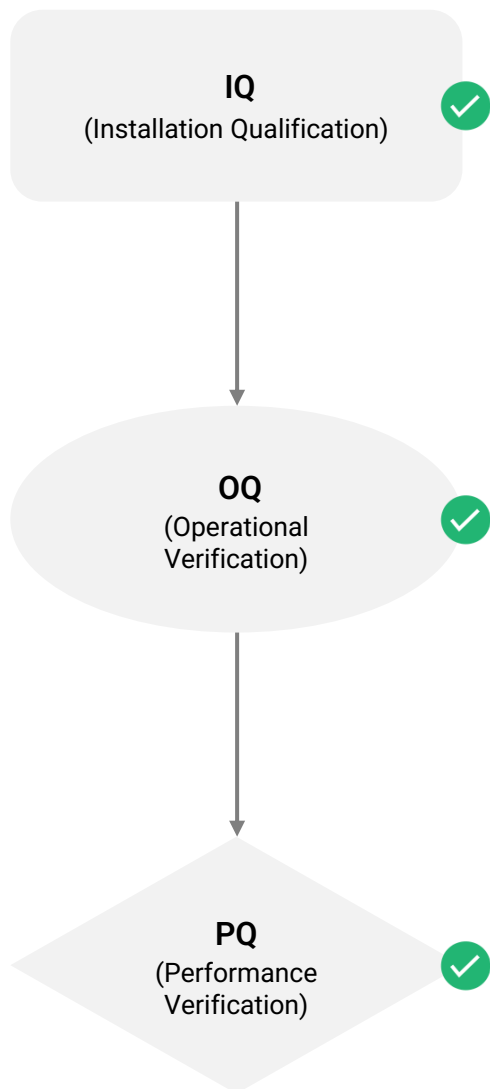 IQ
(Installation Qualification)
OQ
(Operational
Verification)
PQ
(Performance
Verification)